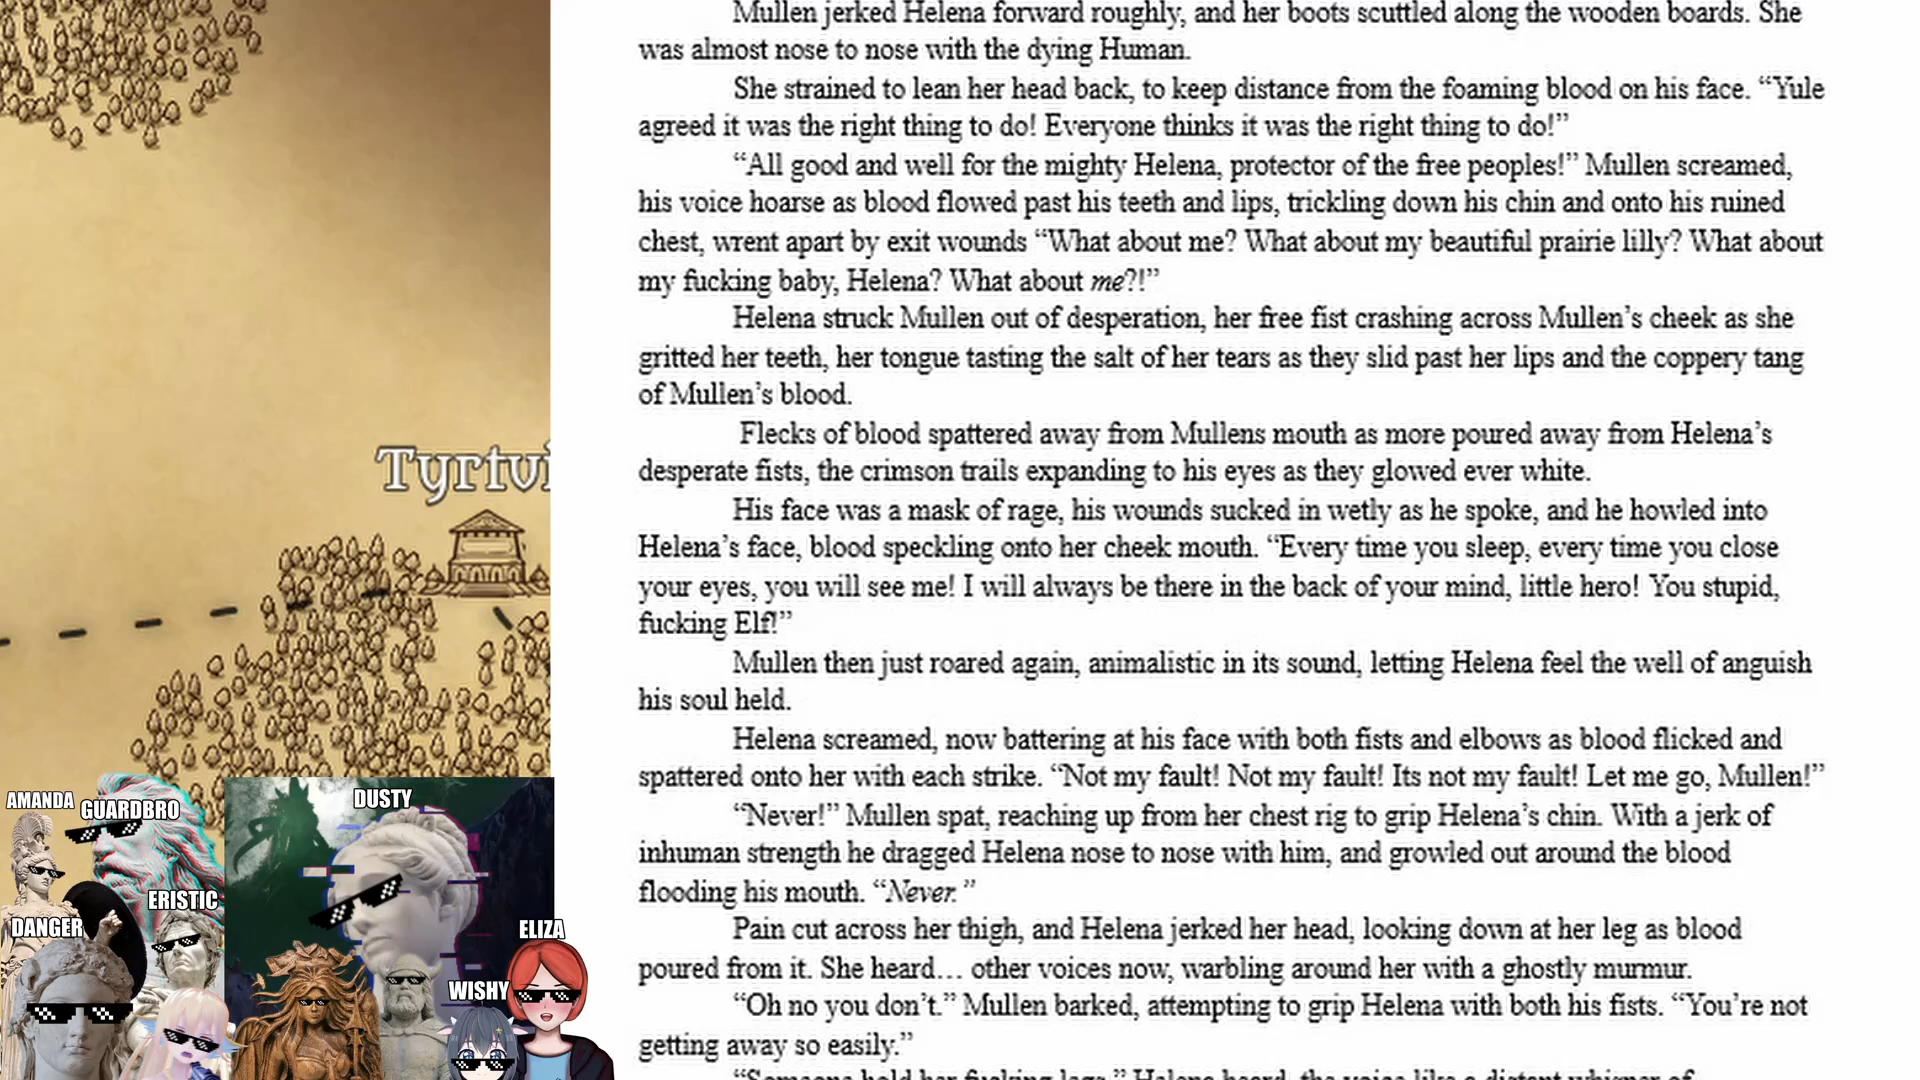 Mullen jerked Helena forward roughly, and her boots scuttled along the wooden boards. She
was almost nose to nose with the dying Human.
She strained to lean her head back, to keep distance from the foaming blood on his face. “Yule
agreed it was the right thing to do! Everyone thinks it was the right thing to do!”
“All good and well for the mighty Helena, protector of the free peoples!” Mullen screamed,
his voice hoarse as blood flowed past his teeth and lips, trickling down his chin and onto his ruined
chest, wrent apart by exit wounds “What about me? What about my beautiful prairie lilly? What about
my fucking baby, Helena? What about me?!”
Helena struck Mullen out of desperation, her free fist crashing across Mullen’s cheek as she
gritted her teeth, her tongue tasting the salt of her tears as they slid past her lips and the coppery tang
of Mullen’s blood.
Flecks of blood spattered away from Mullens mouth as more poured away from Helena’s
desperate fists, the crimson trails expanding to his eyes as they glowed ever white.
His face was a mask of rage, his wounds sucked in wetly as he spoke, and he howled into
Helena’s face, blood speckling onto her cheek mouth. “Every time you sleep, every time you close
your eyes, you will see me! I will always be there in the back of your mind, little hero! You stupid,
fucking Elf!”
Mullen then just roared again, animalistic in its sound, letting Helena feel the well of anguish
his soul held.
Helena screamed, now battering at his face with both fists and elbows as blood flicked and
spattered onto her with each strike. “Not my fault! Not my fault! Its not my fault! Let me go, Mullen!”
“Never!” Mullen spat, reaching up from her chest rig to grip Helena’s chin. With a jerk of
inhuman strength he dragged Helena nose to nose with him, and growled out around the blood
flooding his mouth. “Never.”
Pain cut across her thigh, and Helena jerked her head, looking down at her leg as blood
poured from it. She heard… other voices now, warbling around her with a ghostly murmur.
“Oh no you don’t.” Mullen barked, attempting to grip Helena with both his fists. “You’re not
getting away so easily.”
“Someone hold her fucking legs.” Helena heard, the voice like a distant whisper of
Tyrtvi
AMANDA
GUARDBRO
DUSTY
ERISTIC
DANGER
ELIZA
WISHY